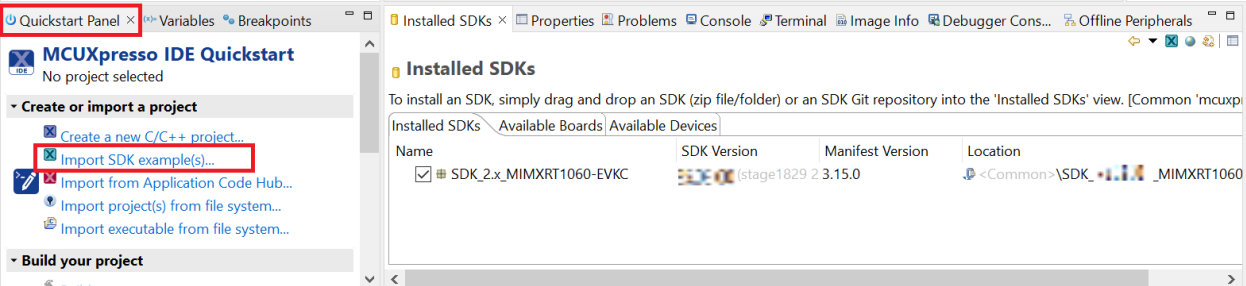 Quickstart Panel Variables Breakpoints
MCUXpresso IDE Quickstart
IDE
No project selected
Create or import a project
Create a new C/C++ project...
Import SDK example(s)...
Import from Application Code Hub...
Import project(s) from file system...
Import executable from file system...
Build your project
Installed SDKs Properties Problems Console Terminal Image Info Debugger Cons... Offline Peripherals
Installed SDKs
To install an SDK, simply drag and drop an SDK (zip file/folder) or an SDK Git repository into the 'Installed SDKs' view. [Common 'mcuxpr
Installed SDKs Available Boards Available Devices
Name SDK Version Manifest Version Location
SDK_2.x_MIMXRT1060-EVKC (stage1829 2 3.15.0 <Common>\SDK_ _MIMXRT1060